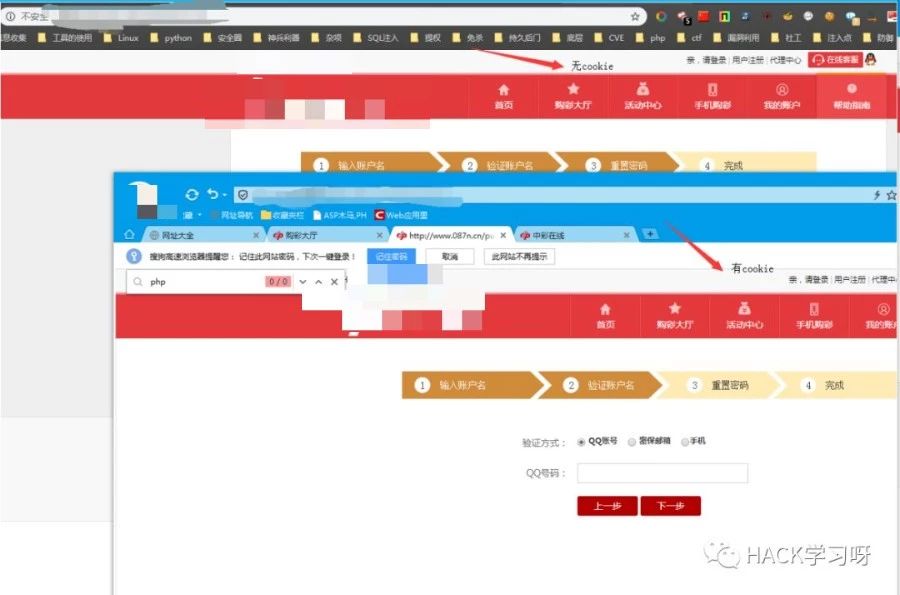 不安全
息收集 工具的使用 Linux python 安全圈 神兵利器 杂项 SQL注入 提权 免杀 持久后门 底层 CVE php ctf 漏洞利用 社工 注入点 防御
无cookie
亲，请登录 | 用户注册 | 代理中心 在线客服
首页 购彩大厅 活动中心 手机购彩 我的账户 帮助指南
1 输入账户名 2 验证账户名 3 重置密码 4 完成
藏 网址导航 收藏夹栏 ASP木马,PH Web应用里
网址大全 购彩大厅 http://www.087n.cn/pa 中彩在线
有cookie
搜狗高速浏览器提醒您： 记住此网站密码，下次一键登录！ 记住密码 取消 此网站不再提示
亲，请登录 | 用户注册 | 代理中
php 0 / 0
首页 购彩大厅 活动中心 手机购彩 我的账
1 输入账户名 2 验证账户名 3 重置密码 4 完成
验证方式： QQ账号 密保邮箱 手机
QQ号码：
上一步 下一步
HACK学习呀